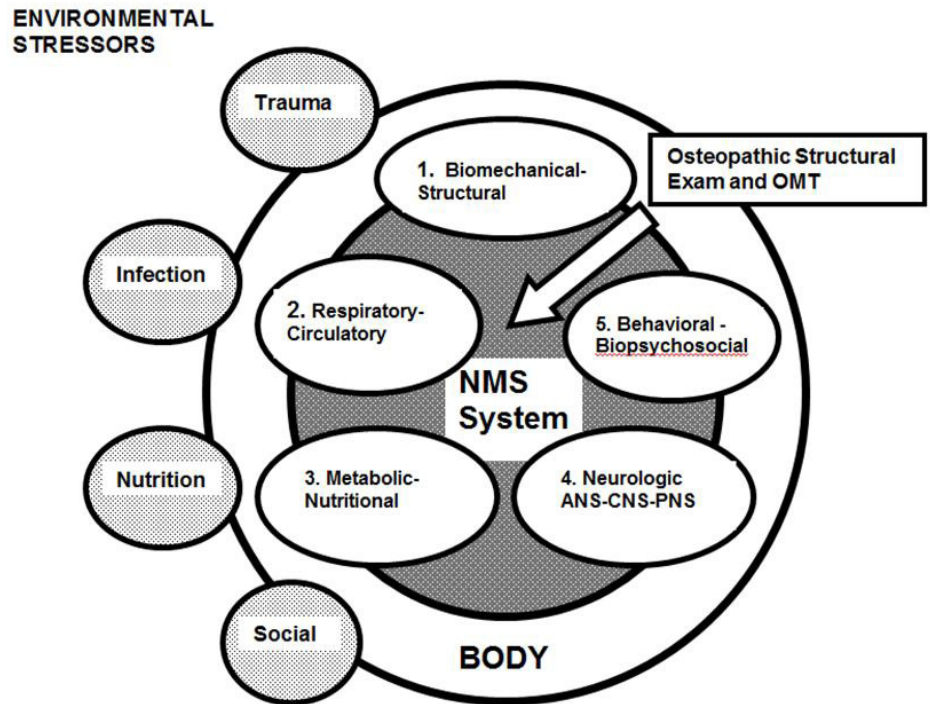 ENVIRONMENTAL
STRESSORS
Trauma
1. Biomechanical-
Structural
Osteopathic Structural
Exam and OMT
Infection
2. Respiratory-
Circulatory
5. Behavioral -
Biopsychosocial
NMS
System
Nutrition
3. Metabolic-
Nutritional
4. Neurologic
ANS-CNS-PNS
Social
BODY